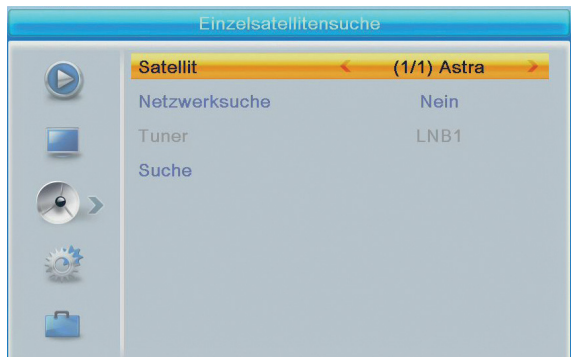 Einzelsatellitensuche
Satellit (1/1) Astra
Netzwerksuche Nein
Tuner LNB1
Suche